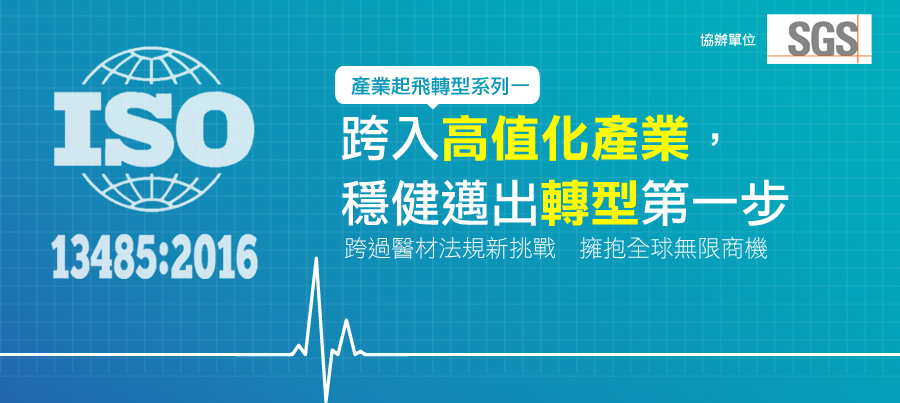 協辦單位
SGS
ISO
13485:2016
產業起飛轉型系列一
跨入高值化產業，
穩健邁出轉型第一步
跨過醫材法規新挑戰　擁抱全球無限商機